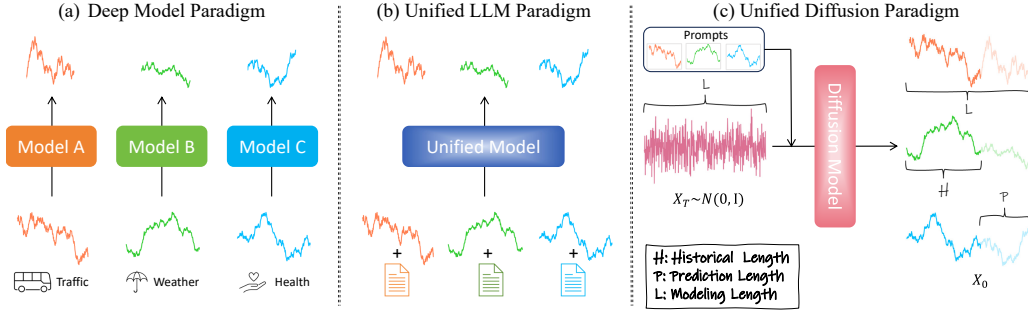 (a) Deep Model Paradigm
Model A
Model B
Model C
Traffic
Weather
Health
(b) Unified LLM Paradigm
Unified Model
+
+
+
(c) Unified Diffusion Paradigm
Prompts
L
X_T~N(0, I)
Diffusion Model
L
H
P
X_0
H: Historical Length
P: Prediction Length
L: Modeling Length